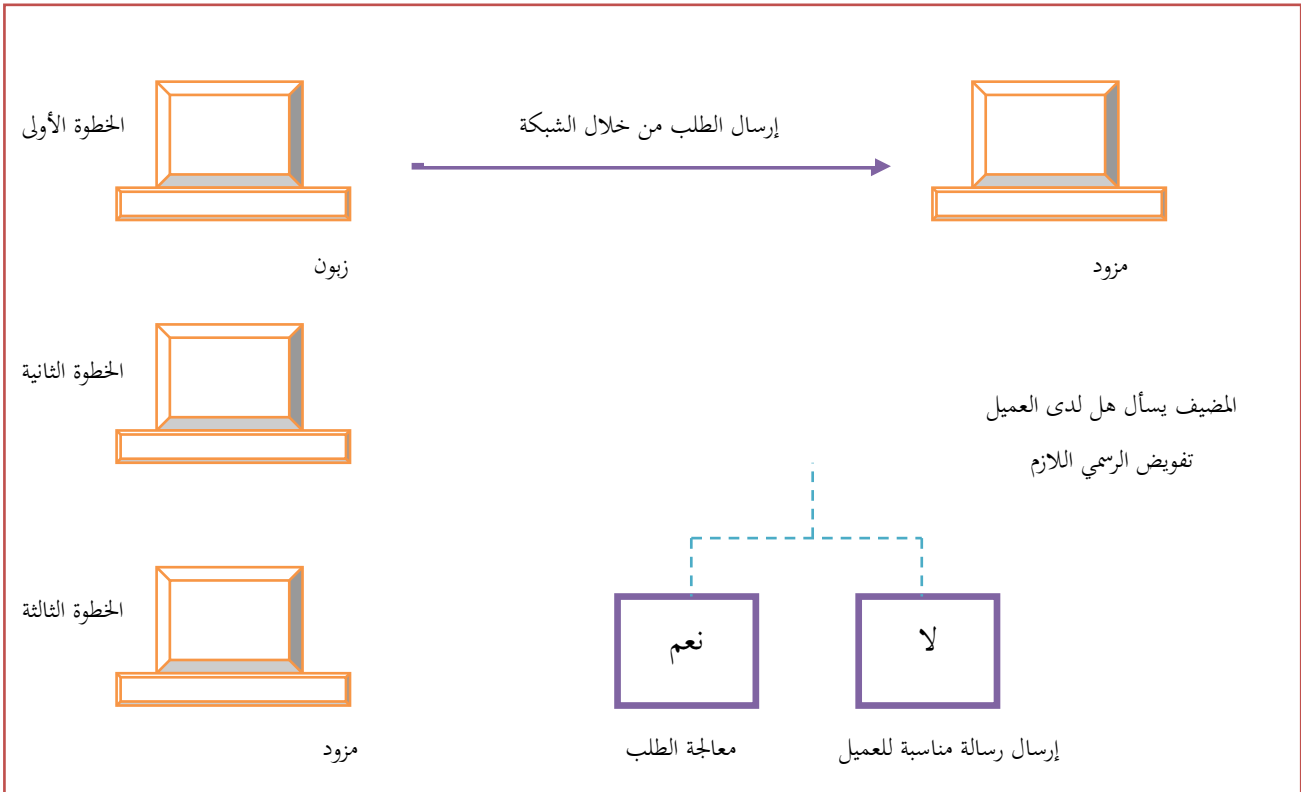 الخطوة الأولى
إرسال الطلب من خلال الشبكة
زبون
مزود
الخطوة الثانية
المضيف يسأل هل لدى العميل
تفويض الرسمي اللازم
الخطوة الثالثة
نعم
لا
مزود
معالجة الطلب
إرسال رسالة مناسبة للعميل